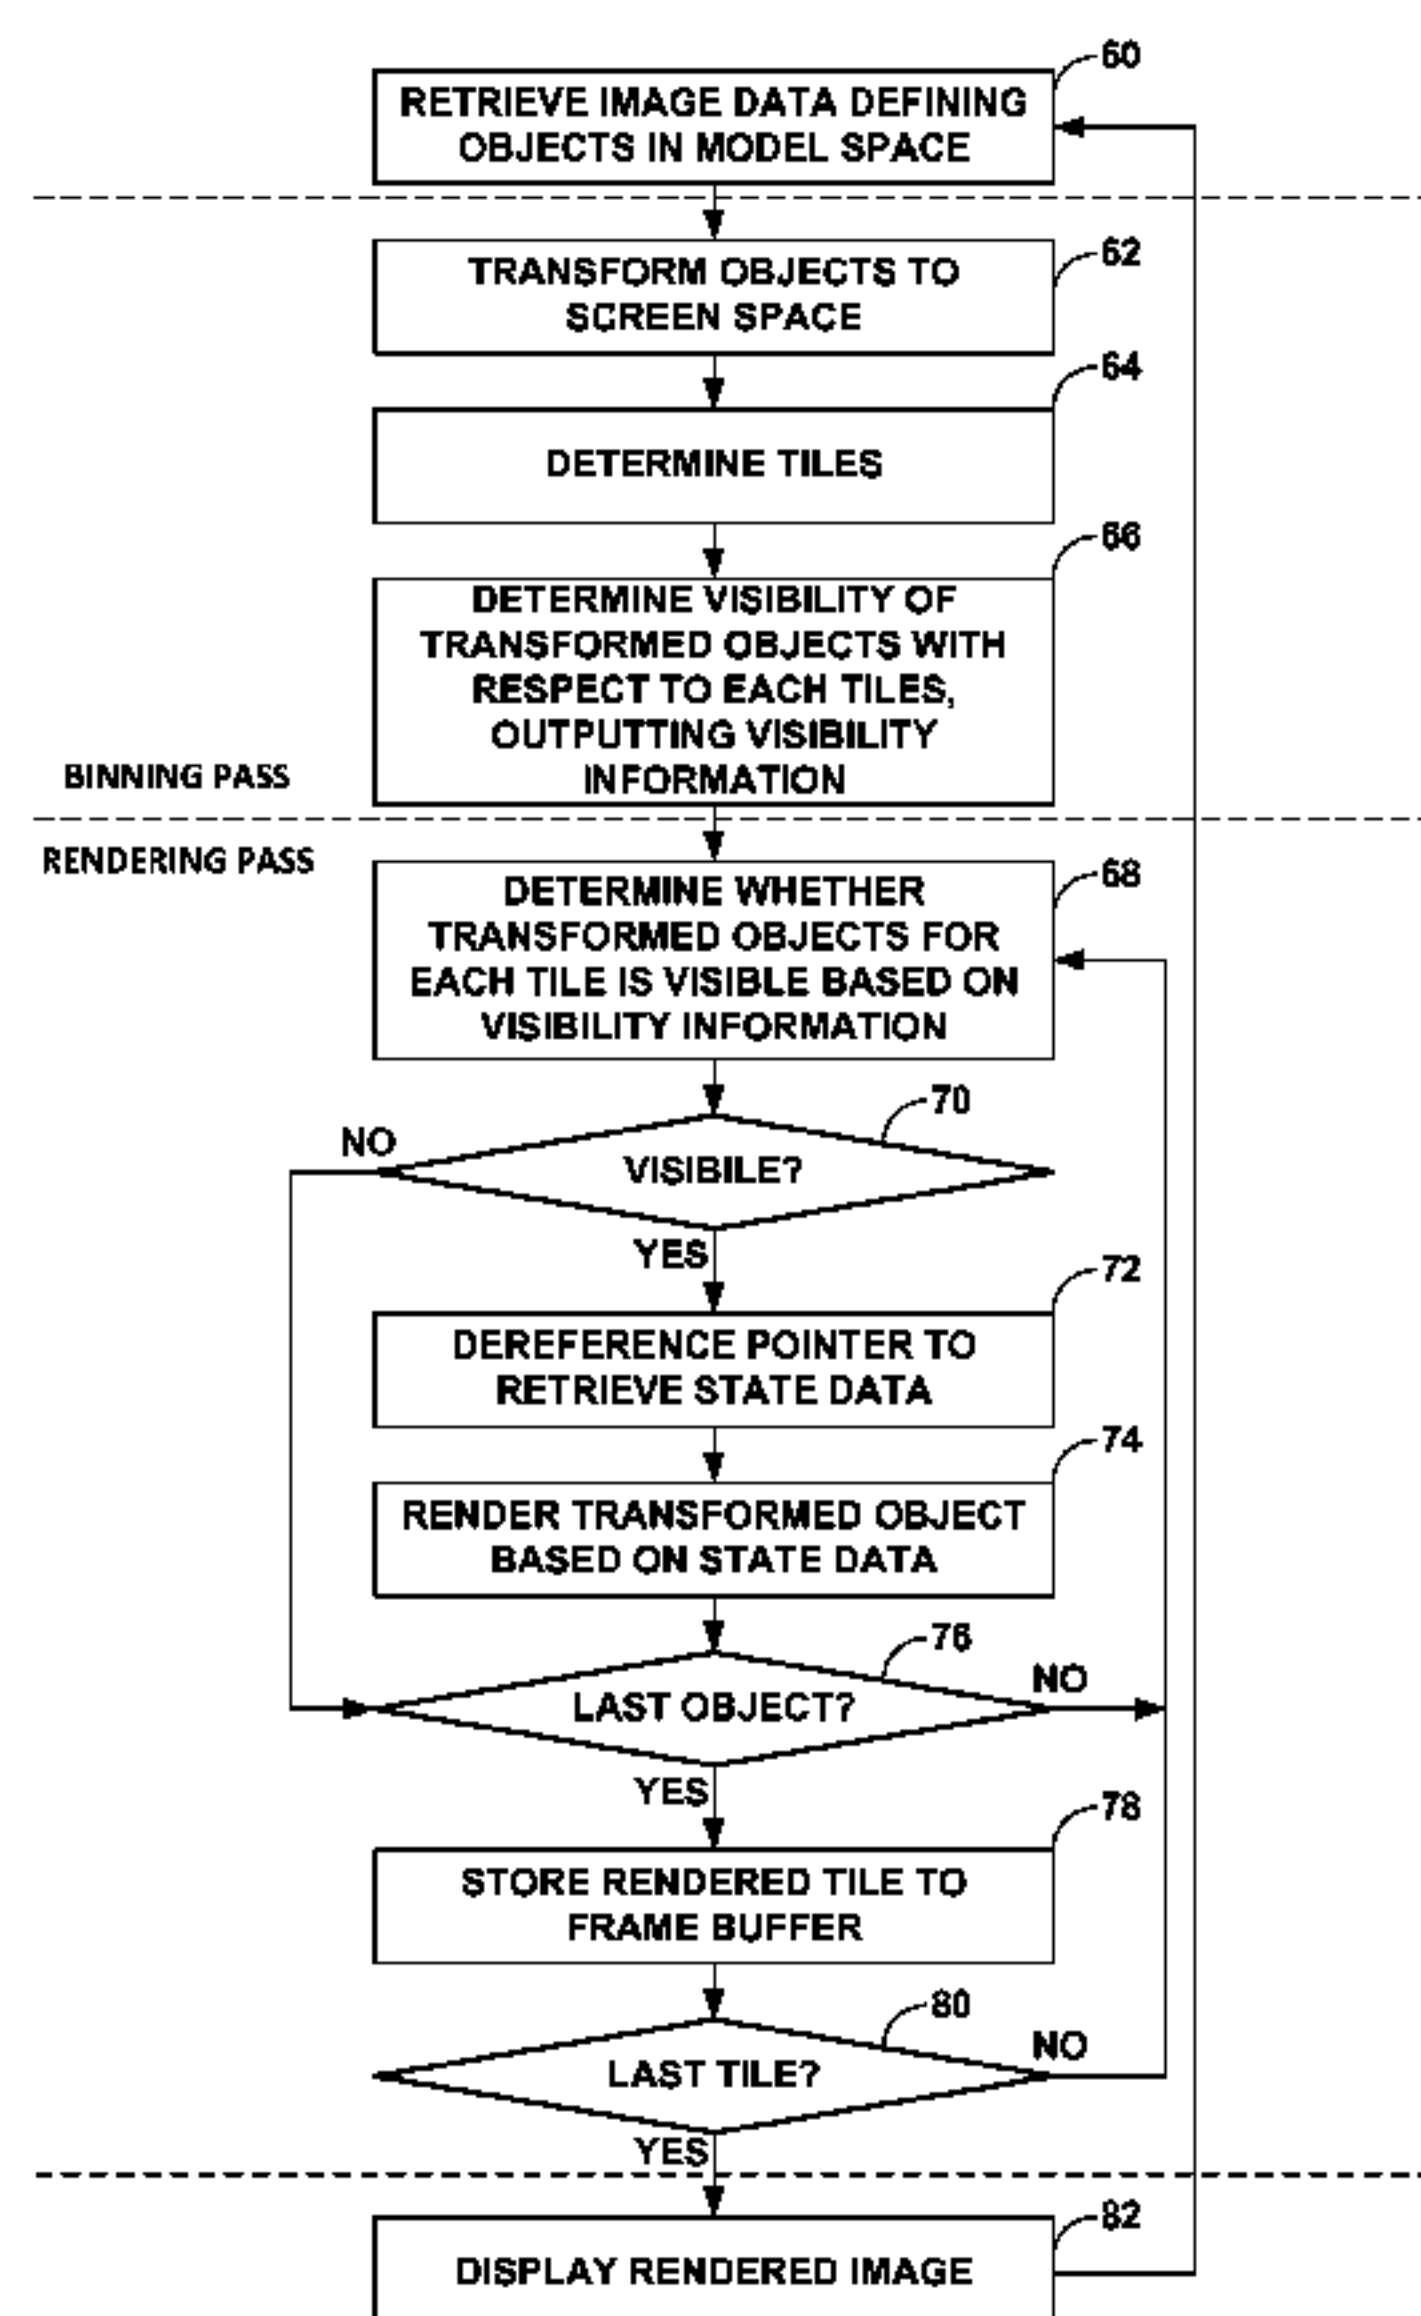 60
RETRIEVE IMAGE DATA DEFINING
OBJECTS IN MODEL SPACE
62
TRANSFORM OBJECTS TO
SCREEN SPACE
64
DETERMINE TILES
66
DETERMINE VISIBILITY OF
TRANSFORMED OBJECTS WITH
RESPECT TO EACH TILES,
OUTPUTTING VISIBILITY
INFORMATION
BINNING PASS
RENDERING PASS
68
DETERMINE WHETHER
TRANSFORMED OBJECTS FOR
EACH TILE IS VISIBLE BASED ON
VISIBILITY INFORMATION
70
NO
VISIBILE?
YES
72
DEREFERENCE POINTER TO
RETRIEVE STATE DATA
74
RENDER TRANSFORMED OBJECT
BASED ON STATE DATA
76
NO
LAST OBJECT?
YES
78
STORE RENDERED TILE TO
FRAME BUFFER
80
NO
LAST TILE?
YES
82
DISPLAY RENDERED IMAGE